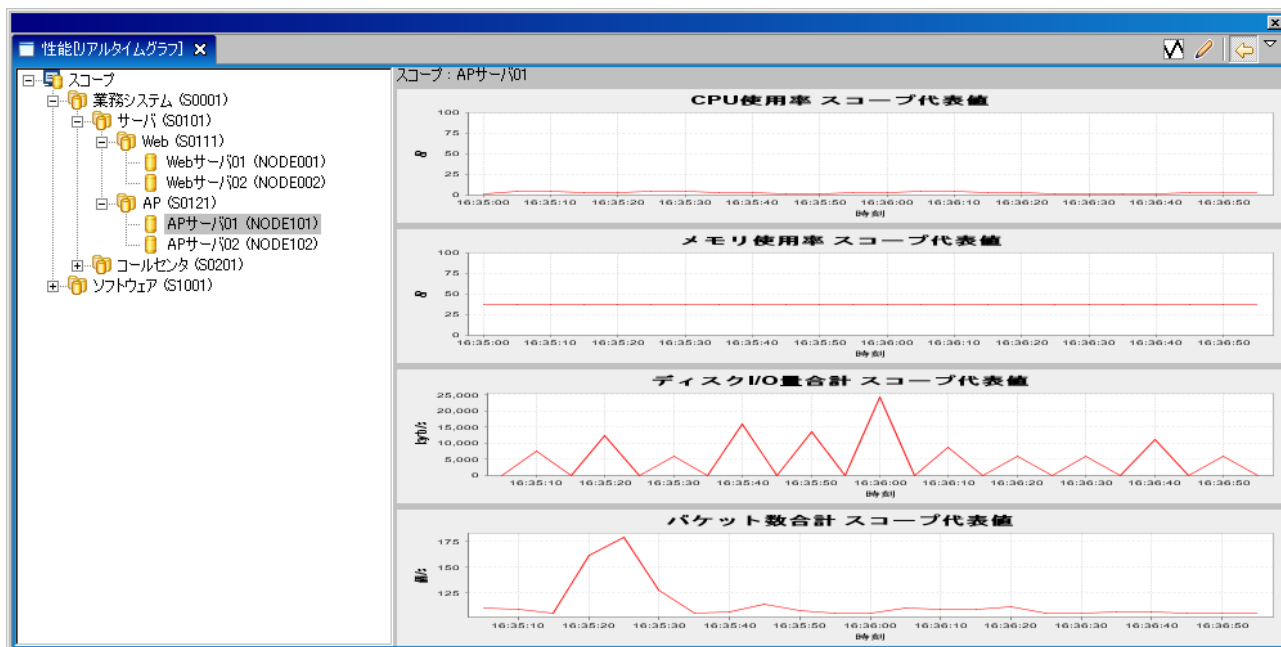 性能[リアルタイムグラフ]
スコープ
業務システム (S0001)
サーバ (S0101)
Web (S0111)
Webサーバ01 (NODE001)
Webサーバ02 (NODE002)
AP (S0121)
APサーバ01 (NODE101)
APサーバ02 (NODE102)
コールセンタ (S0201)
ソフトウェア (S1001)
スコープ : APサーバ01
CPU使用率 スコープ代表値
100
75
50
25
0
16:35:00 16:35:10 16:35:20 16:35:30 16:35:40 16:35:50 16:36:00 16:36:10 16:36:20 16:36:30 16:36:40 16:36:50
時刻
メモリ使用率 スコープ代表値
100
75
50
25
0
16:35:00 16:35:10 16:35:20 16:35:30 16:35:40 16:35:50 16:36:00 16:36:10 16:36:20 16:36:30 16:36:40 16:36:50
時刻
ディスクI/O量合計 スコープ代表値
25,000
20,000
15,000
10,000
5,000
0
16:35:10 16:35:20 16:35:30 16:35:40 16:35:50 16:36:00 16:36:10 16:36:20 16:36:30 16:36:40 16:36:50
時刻
パケット数合計 スコープ代表値
175
150
125
16:35:10 16:35:20 16:35:30 16:35:40 16:35:50 16:36:00 16:36:10 16:36:20 16:36:30 16:36:40 16:36:50
時刻